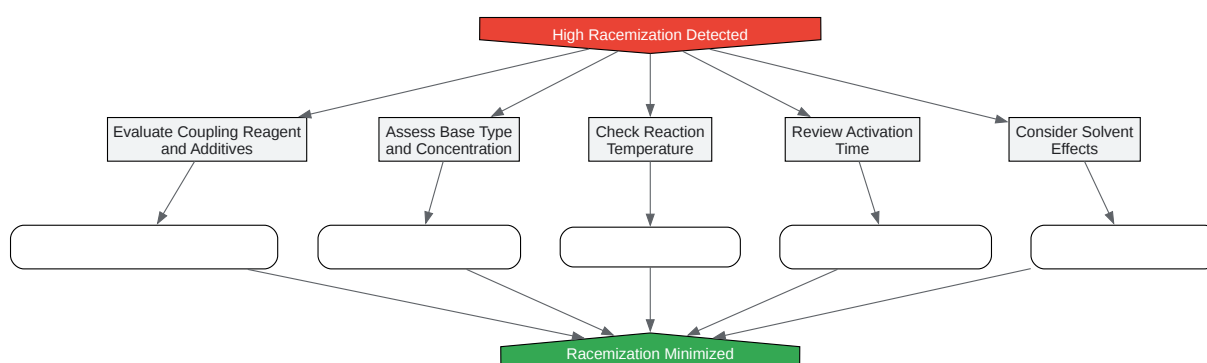 High Racemization Detected
Evaluate Coupling Reagent
and Additives
Assess Base Type
and Concentration
Check Reaction
Temperature
Review Activation
Time
Consider Solvent
Effects
Racemization Minimized